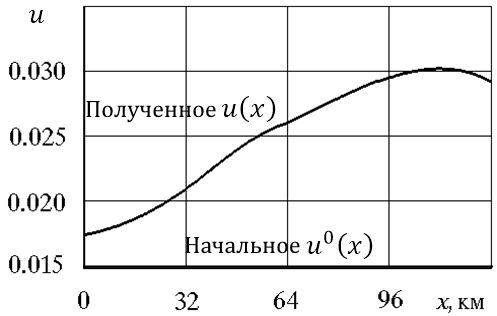 u
0.030
Полученное u(x)
0.025
0.020
Начальное u⁰(x)
0.015
0 32 64 96 x, км